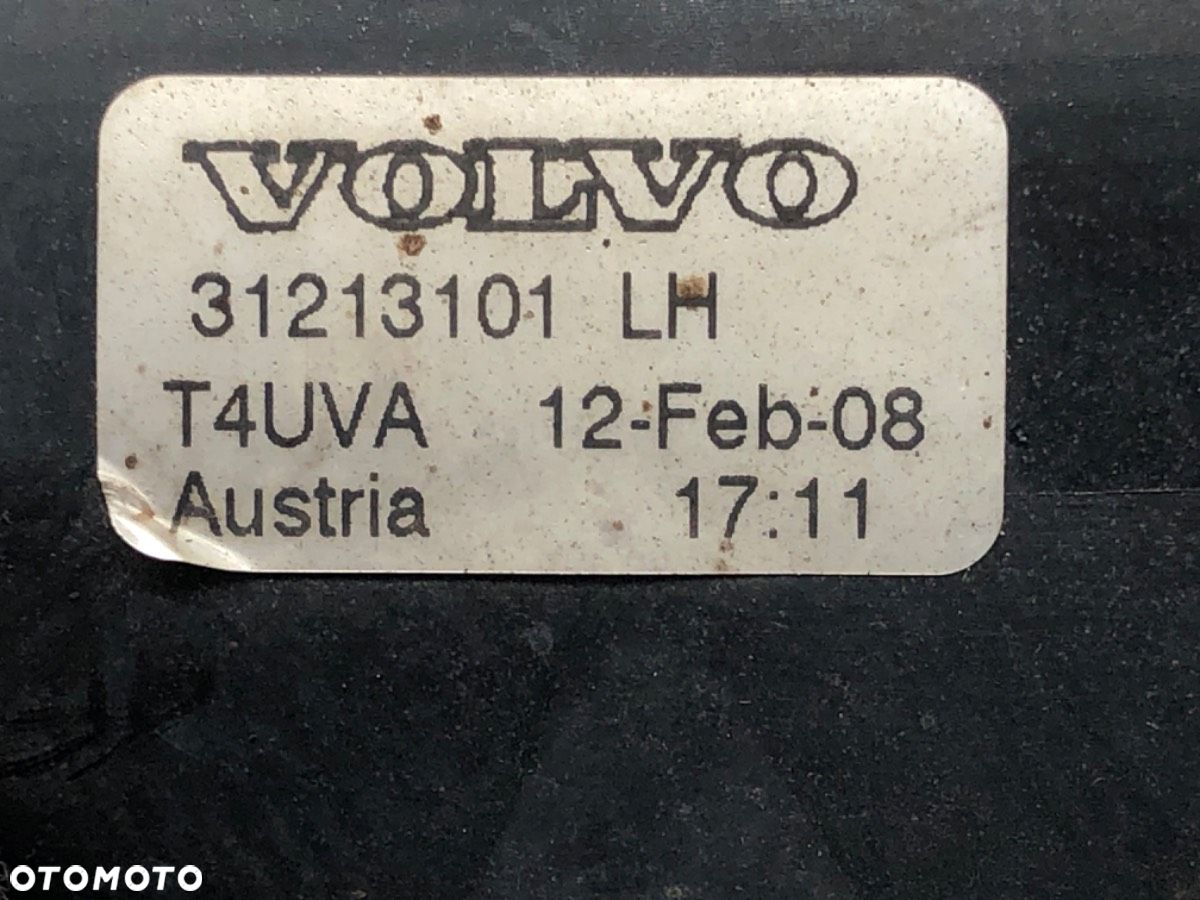 VOLVO
31213101 LH
T4UVA 12-Feb-08
Austria 17:11
OTOMOTO